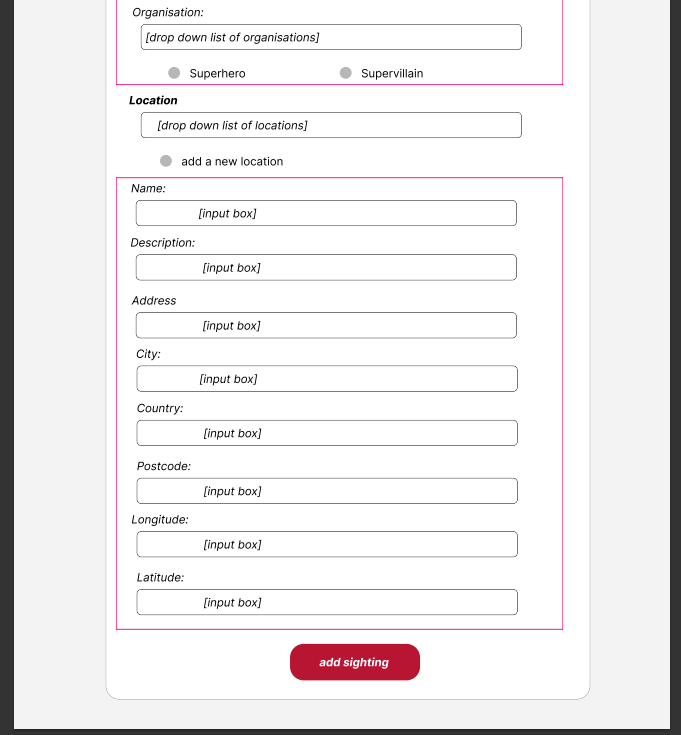 Organisation:
[drop down list of organisations]
Superhero Supervillain
Location
[drop down list of locations]
add a new location
Name:
[input box]
Description:
[input box]
Address
[input box]
City:
[input box]
Country:
[input box]
Postcode:
[input box]
Longitude:
[input box]
Latitude:
[input box]
add sighting